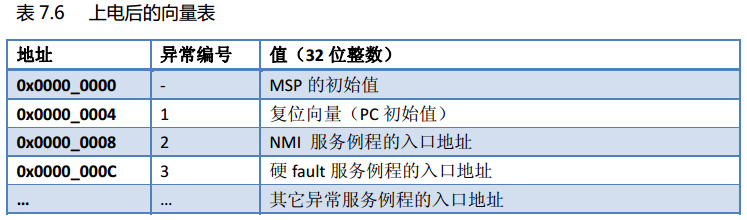 表 7.6 上电后的向量表
地址 异常编号 值（32 位整数）
0x0000_0000 - MSP 的初始值
0x0000_0004 1 复位向量（PC 初始值）
0x0000_0008 2 NMI 服务例程的入口地址
0x0000_000C 3 硬 fault 服务例程的入口地址
… … 其它异常服务例程的入口地址